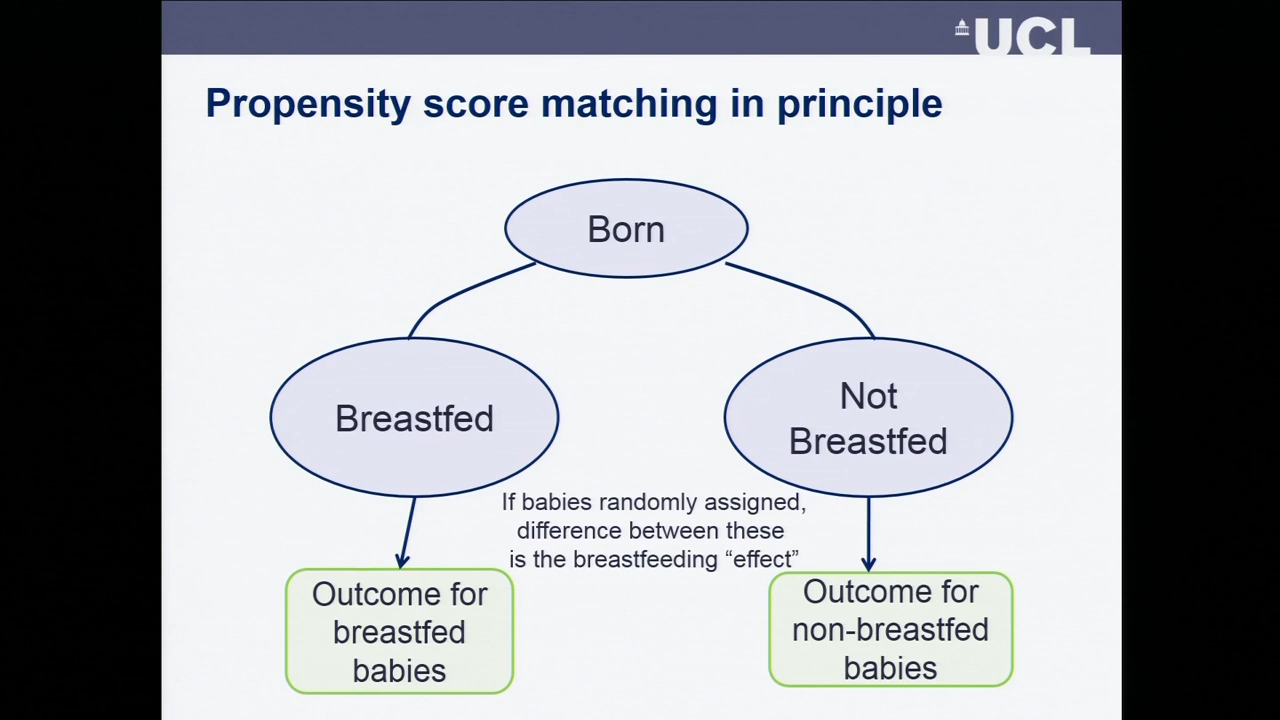 UCL
Propensity score matching in principle
Born
Breastfed
Not
Breastfed
If babies randomly assigned,
difference between these
is the breastfeeding “effect”
Outcome for
breastfed
babies
Outcome for
non-breastfed
babies